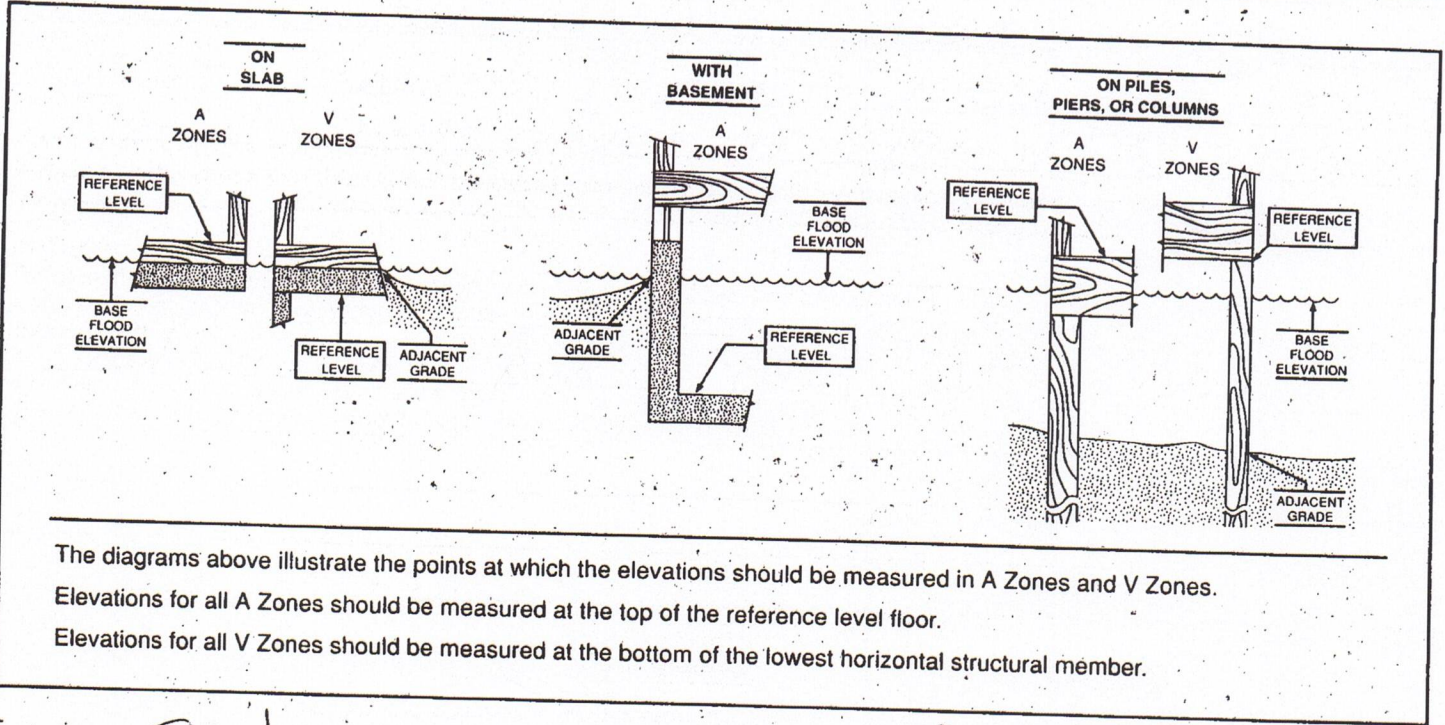 ON
SLAB
A
ZONES
V
ZONES
REFERENCE
LEVEL
BASE
FLOOD
ELEVATION
REFERENCE
LEVEL
ADJACENT
GRADE
WITH
BASEMENT
A
ZONES
BASE
FLOOD
ELEVATION
ADJACENT
GRADE
REFERENCE
LEVEL
ON PILES,
PIERS, OR COLUMNS
A
ZONES
V
ZONES
REFERENCE
LEVEL
REFERENCE
LEVEL
BASE
FLOOD
ELEVATION
ADJACENT
GRADE
The diagrams above illustrate the points at which the elevations should be measured in A Zones and V Zones.
Elevations for all A Zones should be measured at the top of the reference level floor.
Elevations for all V Zones should be measured at the bottom of the lowest horizontal structural member.